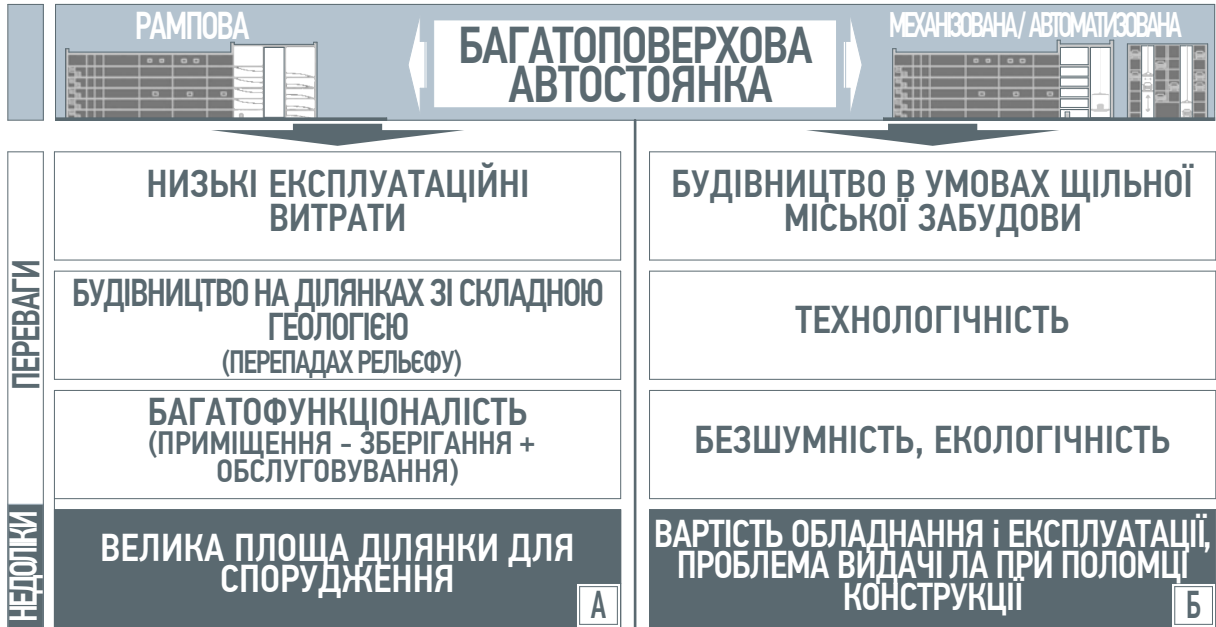 РАМПОВА
БАГАТОПОВЕРХОВА
АВТОСТОЯНКА
МЕХАНІЗОВАНА/ АВТОМАТИЗОВАНА
ПЕРЕВАГИ
НИЗЬКІ ЕКСПЛУАТАЦІЙНІ
ВИТРАТИ
БУДІВНИЦТВО НА ДІЛЯНКАХ ЗІ СКЛАДНОЮ
ГЕОЛОГІЄЮ
(ПЕРЕПАДАХ РЕЛЬЄФУ)
БАГАТОФУНКЦІОНАЛІСТЬ
(ПРИМІЩЕННЯ - ЗБЕРІГАННЯ +
ОБСЛУГОВУВАННЯ)
БУДІВНИЦТВО В УМОВАХ ЩІЛЬНОЇ
МІСЬКОЇ ЗАБУДОВИ
ТЕХНОЛОГІЧНІСТЬ
БЕЗШУМНІСТЬ, ЕКОЛОГІЧНІСТЬ
НЕДОЛІКИ
ВЕЛИКА ПЛОЩА ДІЛЯНКИ ДЛЯ
СПОРУДЖЕННЯ
А
ВАРТІСТЬ ОБЛАДНАННЯ і ЕКСПЛУАТАЦІЇ,
ПРОБЛЕМА ВИДАЧІ ЛА ПРИ ПОЛОМЦІ
КОНСТРУКЦІЇ
Б